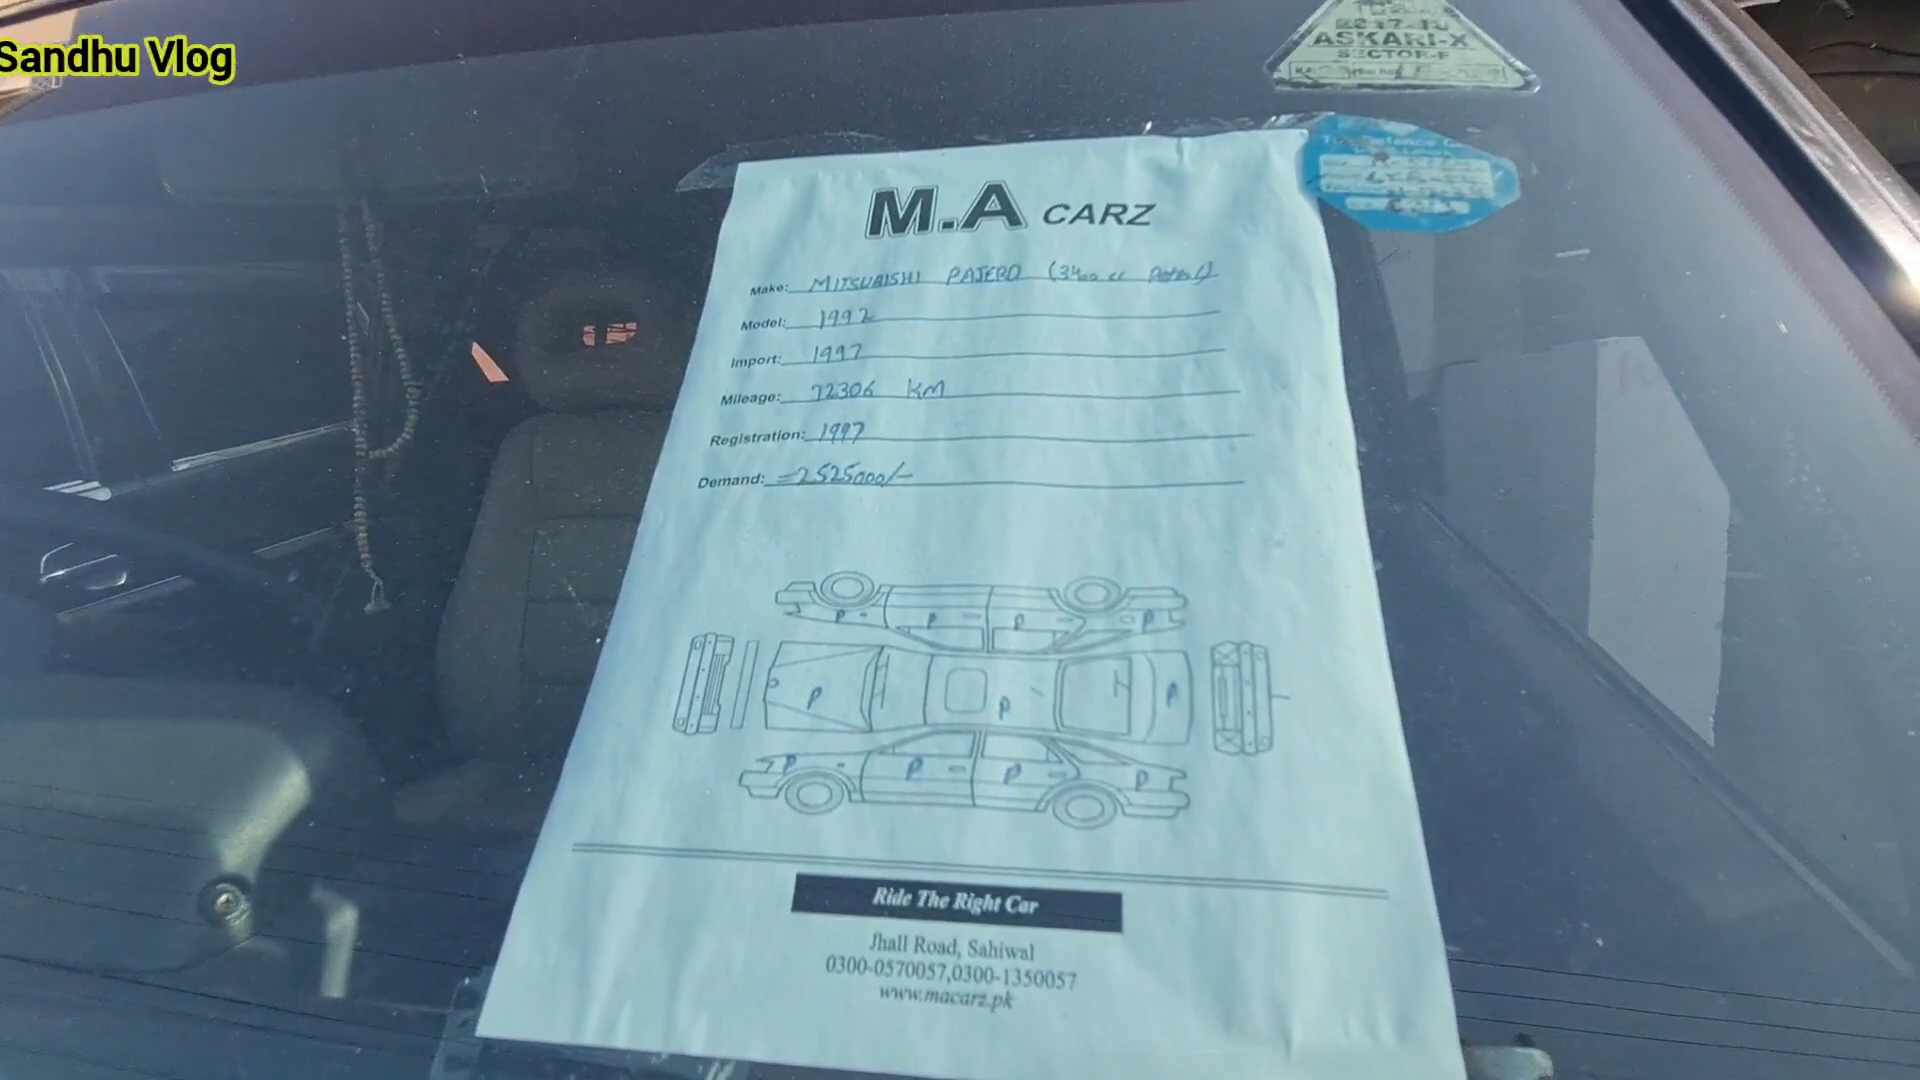 Sandhu Vlog
ASKARI-X
SECTOR-F
M.A CARZ
Make: MITSUBISHI PAJERO (3400 cc Petrol)
Model: 1992
Import: 1997
Mileage: 72306 KM
Registration: 1997
Demand: =2525000/-
P P P P
P P P
P P P P
Ride The Right Car
Jhall Road, Sahiwal
0300-0570057,0300-1350057
www.macarz.pk